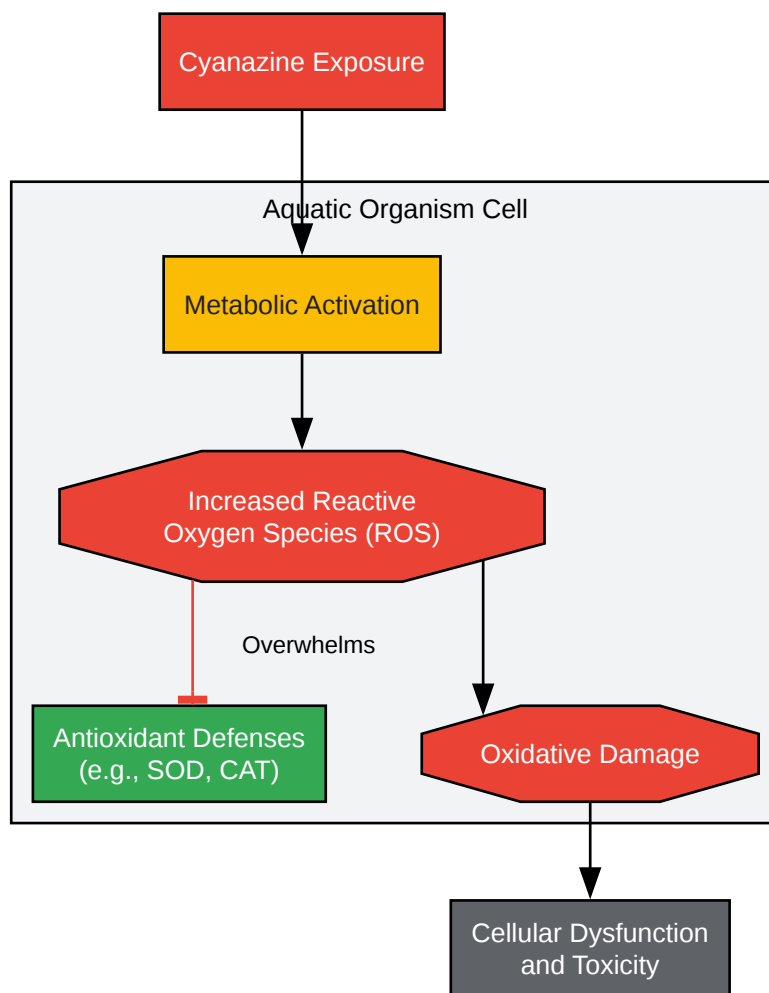 Cyanazine Exposure
Aquatic Organism Cell
Metabolic Activation
Increased Reactive
Oxygen Species (ROS)
Overwhelms
Antioxidant Defenses
(e.g., SOD, CAT)
Oxidative Damage
Cellular Dysfunction
and Toxicity